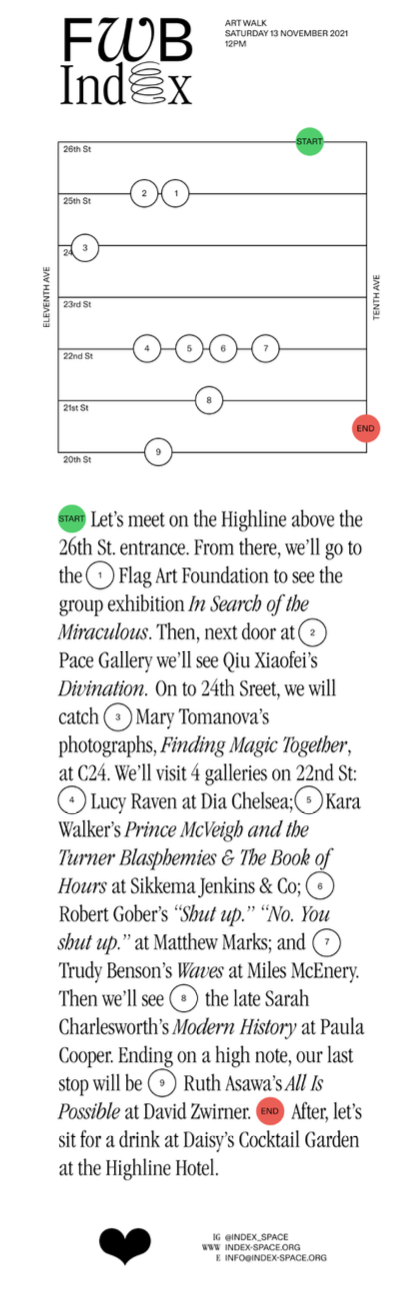 FWB
Index
ART WALK
SATURDAY 13 NOVEMBER 2021
12PM
START
26th St
2 1
25th St
3
24
23rd St
4 5 6 7
22nd St
8
21st St
END
9
20th St
ELEVENTH AVE
TENTH AVE
START Let’s meet on the Highline above the
26th St. entrance. From there, we’ll go to
the 1 Flag Art Foundation to see the
group exhibition In Search of the
Miraculous. Then, next door at 2
Pace Gallery we’ll see Qiu Xiaofei’s
Divination. On to 24th Sreet, we will
catch 3 Mary Tomanova’s
photographs, Finding Magic Together,
at C24. We’ll visit 4 galleries on 22nd St:
4 Lucy Raven at Dia Chelsea; 5 Kara
Walker’s Prince McVeigh and the
Turner Blasphemies & The Book of
Hours at Sikkema Jenkins & Co; 6
Robert Gober’s “Shut up.” “No. You
shut up.” at Matthew Marks; and 7
Trudy Benson’s Waves at Miles McEnery.
Then we’ll see 8 the late Sarah
Charlesworth’s Modern History at Paula
Cooper. Ending on a high note, our last
stop will be 9 Ruth Asawa’s All Is
Possible at David Zwirner. END After, let’s
sit for a drink at Daisy’s Cocktail Garden
at the Highline Hotel.
IG @INDEX_SPACE
WWW INDEX-SPACE.ORG
E INFO@INDEX-SPACE.ORG